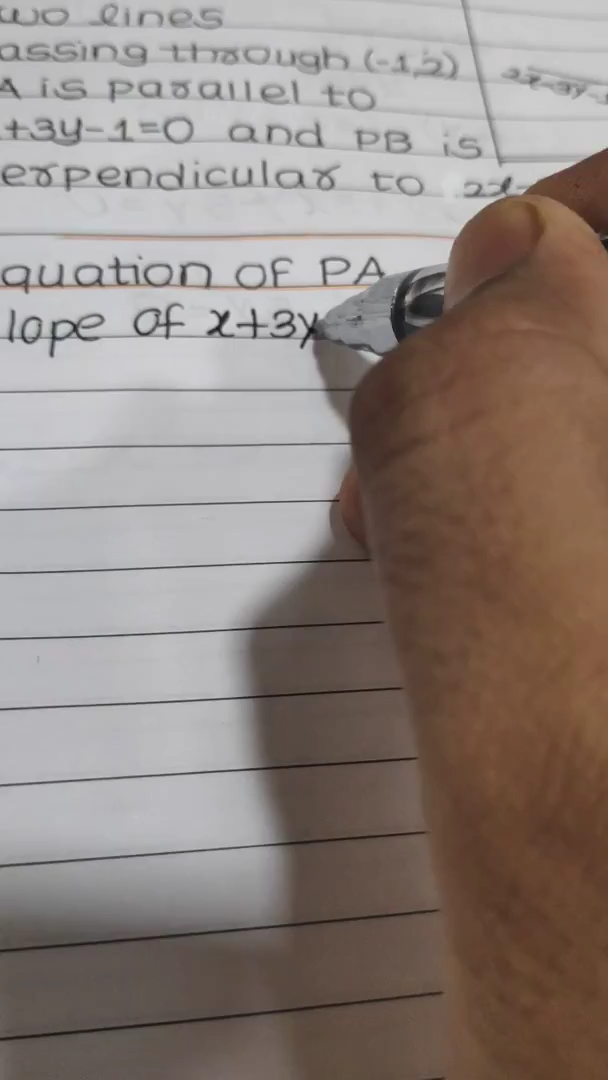 wo lines
assing through (-1,2)
A is parallel to
+3y-1=0 and PB is
erpendicular to 2x-
quation of PA
lope of x+3y